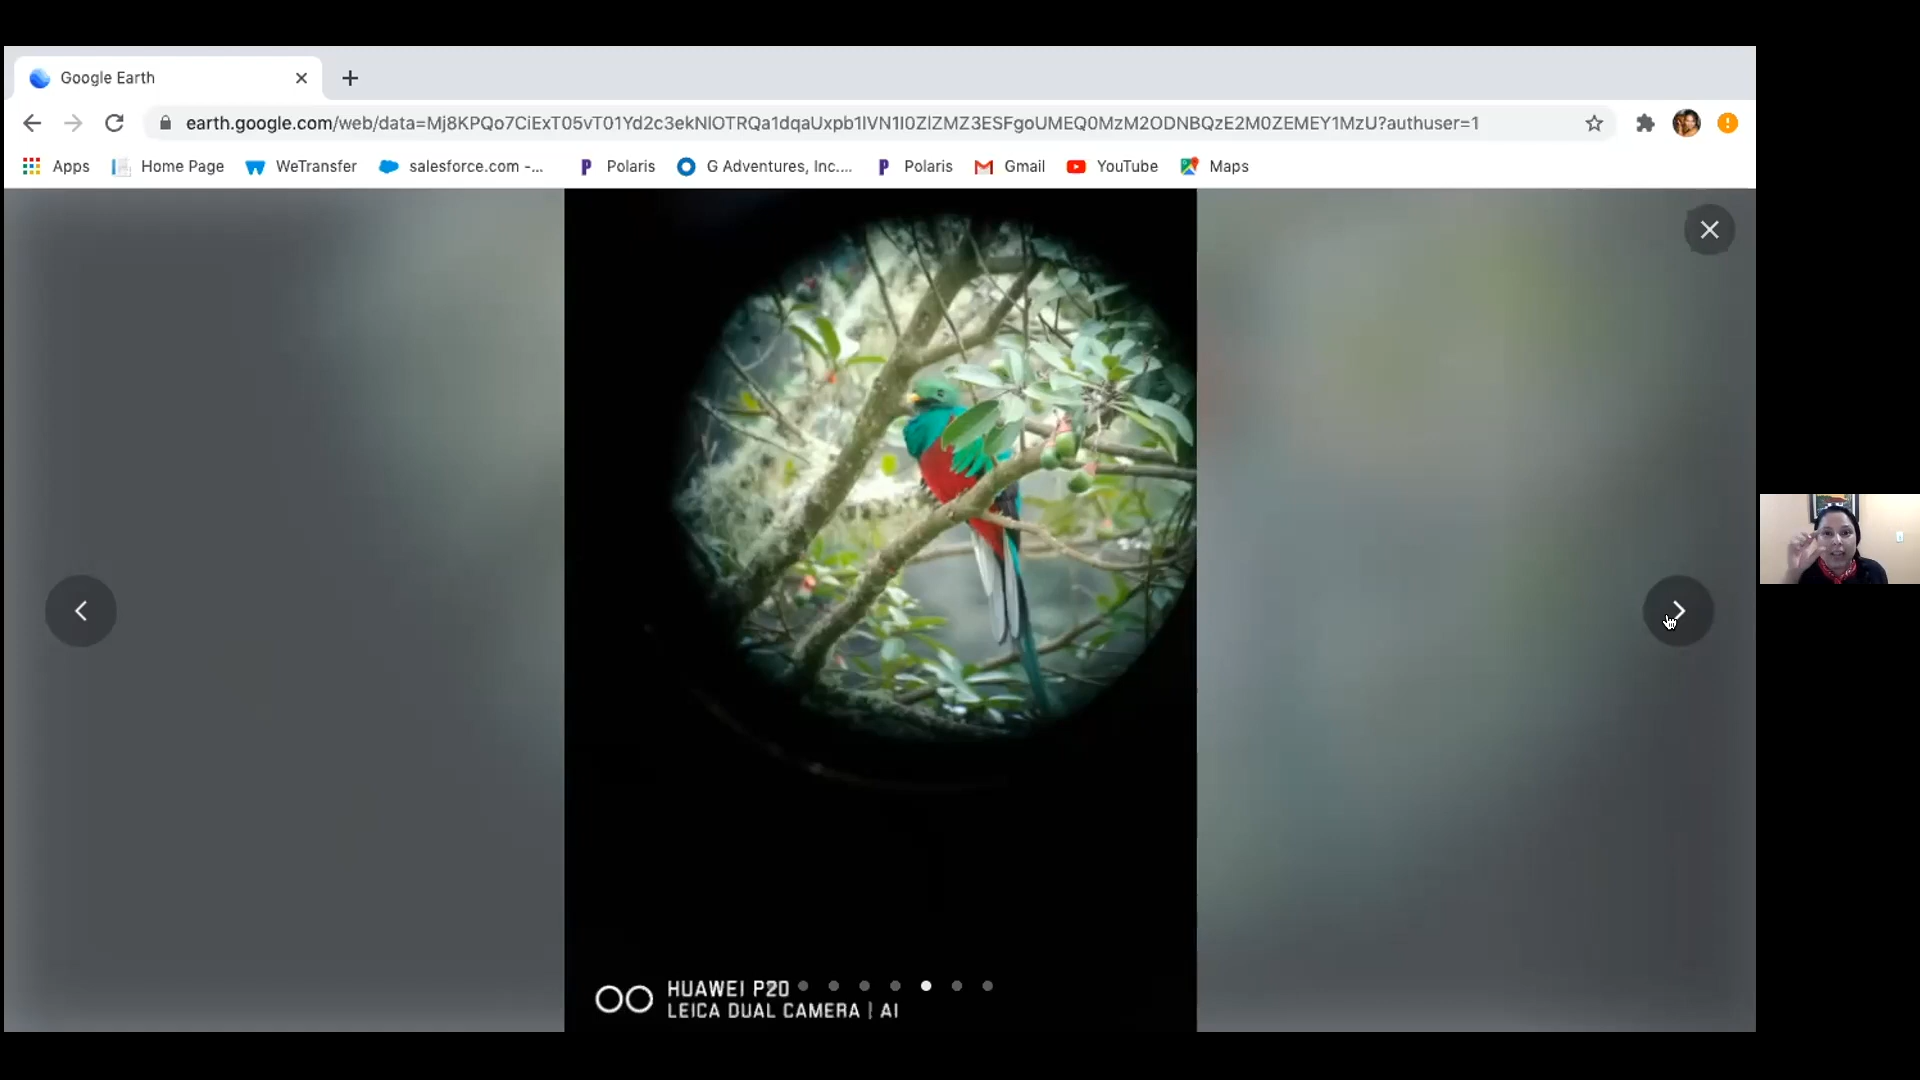 Google Earth
earth.google.com/web/data=Mj8KPQo7CiExT05vT01Yd2c3ekNlOTRQa1dqaUxpb1lVN1I0ZlZMZ3ESFgoUMEQ0MzM2ODNBQzE2M0ZEMEY1MzU?authuser=1
Apps Home Page WeTransfer salesforce.com -... Polaris G Adventures, Inc.... Polaris Gmail YouTube Maps
HUAWEI P20
LEICA DUAL CAMERA | AI